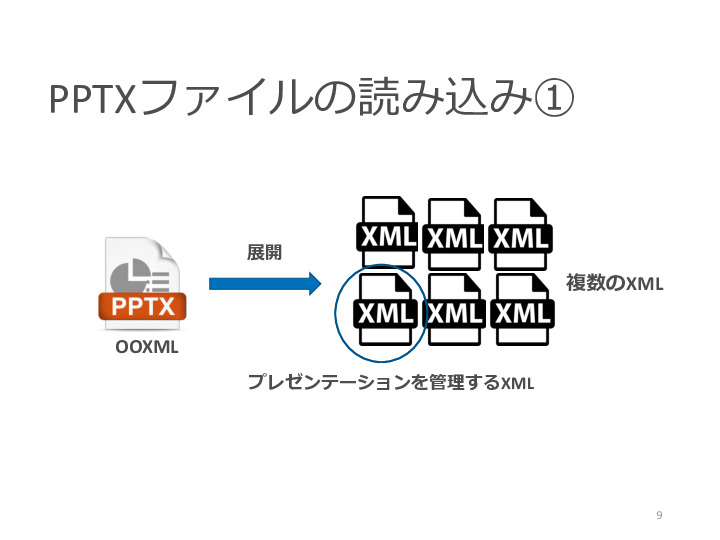 PPTXファイルの読み込み①
展開
XML XML XML
複数のXML
PPTX
XML XML XML
OOXML
プレゼンテーションを管理するXML
9